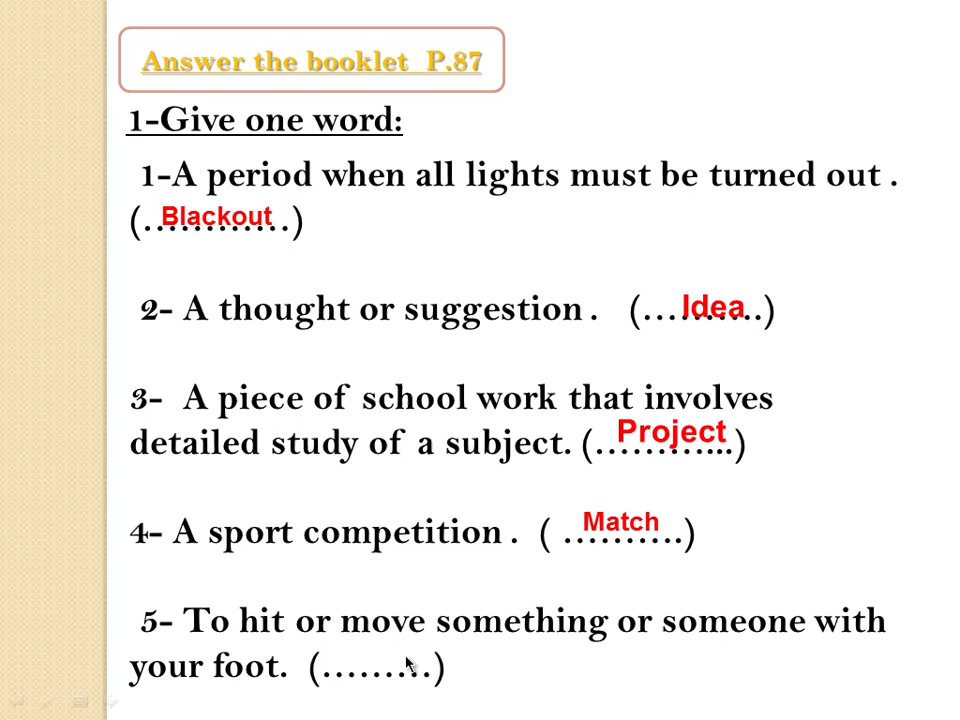 Answer the booklet P.87
1-Give one word:
1-A period when all lights must be turned out .
(…Blackout…)
2- A thought or suggestion . (…Idea…)
3- A piece of school work that involves
detailed study of a subject. (…Project…)
4- A sport competition . ( …Match…)
5- To hit or move something or someone with
your foot. (………)